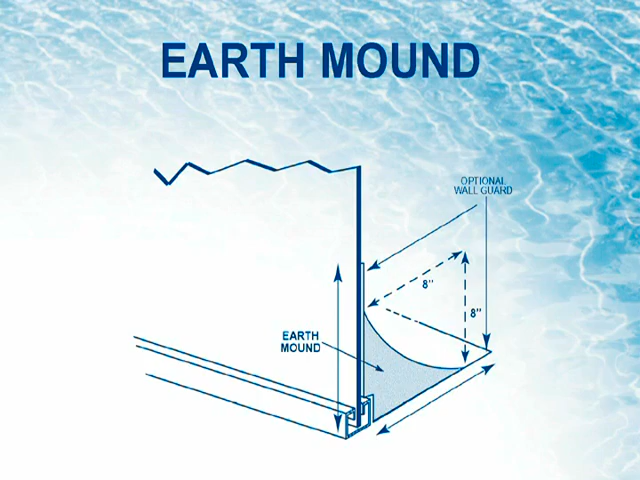 EARTH MOUND
OPTIONAL
WALL GUARD
8"
8"
EARTH
MOUND